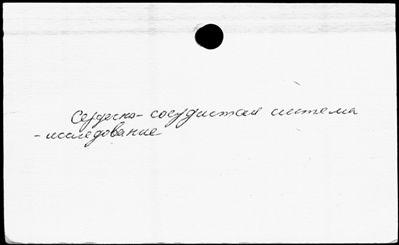 Сердечно-сосудистая система
- исследование